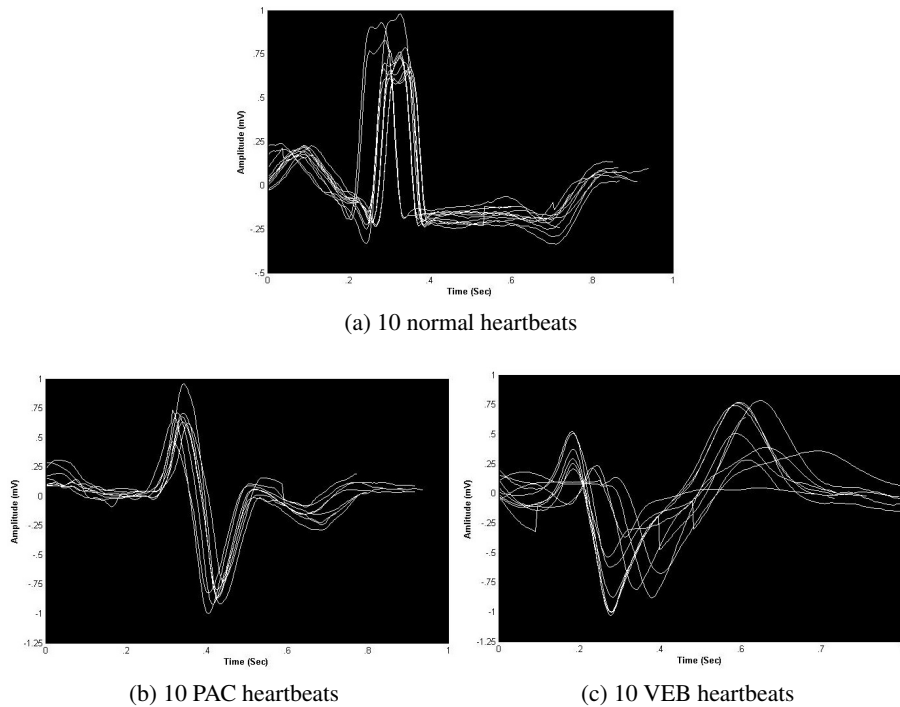 1
.75
.5
.25
0
-.25
-.5
Amplitude (mV)
0 .2 .4 .6 .8 1
Time (Sec)
(a) 10 normal heartbeats
1
.75
.5
.25
0
-.25
-.5
-.75
-1
-1.25
Amplitude (mV)
0 .2 .4 .6 .8 1
Time (Sec)
(b) 10 PAC heartbeats
1
.75
.5
.25
0
-.25
-.5
-.75
-1
-1.25
Amplitude (mV)
0 .2 .4 .6 .7
Time (Sec)
(c) 10 VEB heartbeats